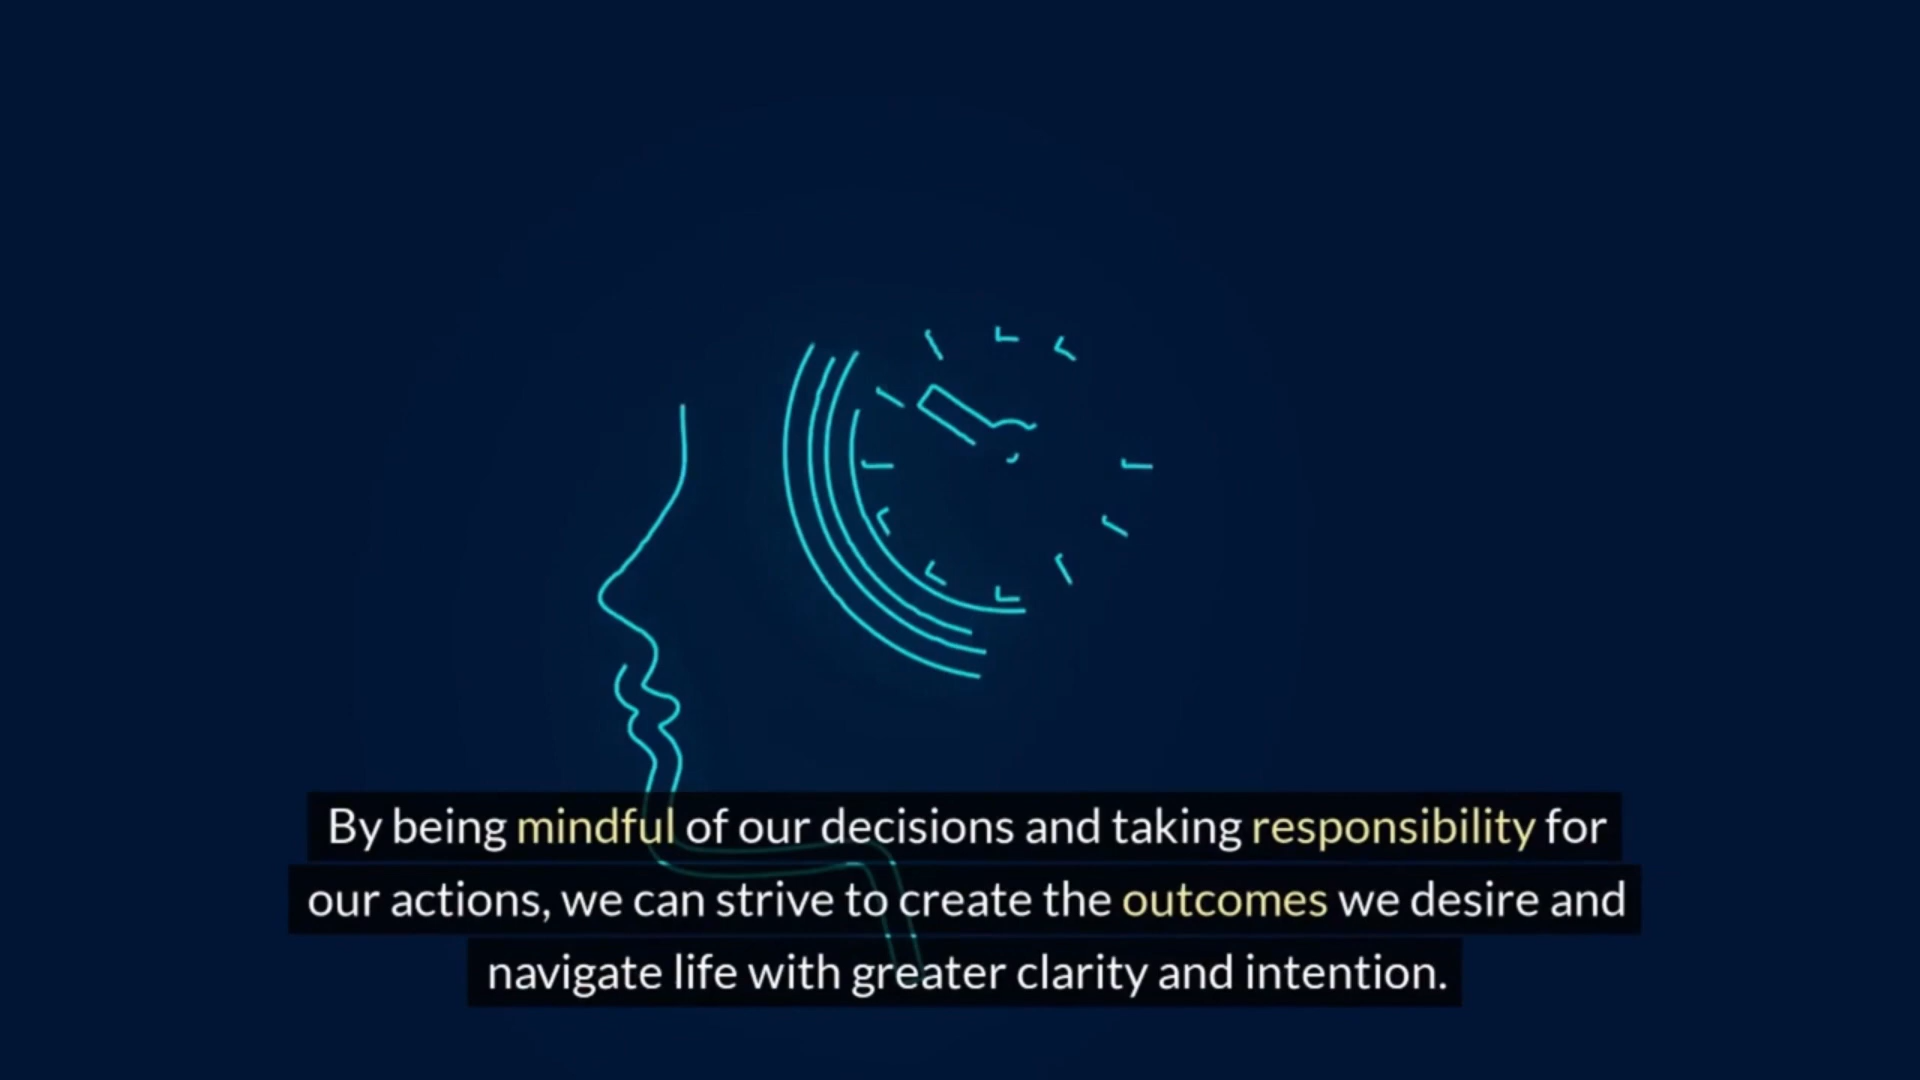 By being mindful of our decisions and taking responsibility for
our actions, we can strive to create the outcomes we desire and
navigate life with greater clarity and intention.